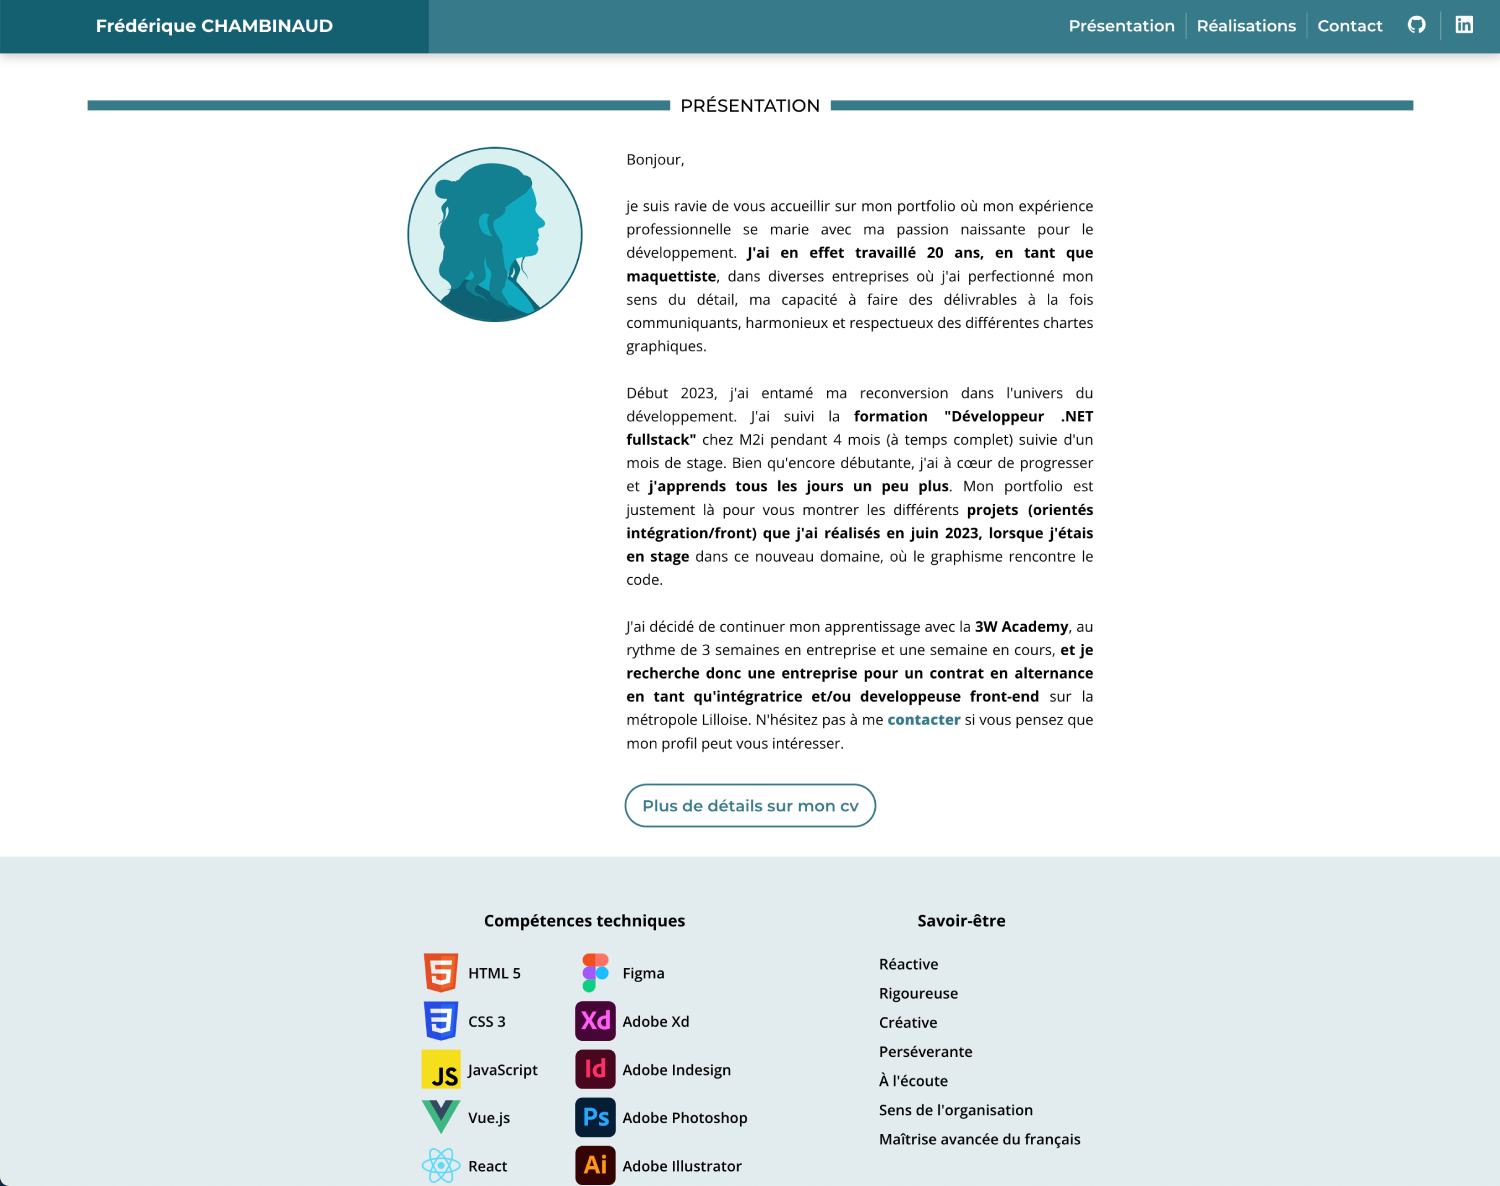 Frédérique CHAMBINAUD
Présentation
Réalisations
Contact
in
PRÉSENTATION
Bonjour,
je suis ravie de vous accueillir sur mon portfolio où mon expérience
professionnelle se marie avec ma passion naissante pour le
développement. J'ai en effet travaillé 20 ans, en tant que
maquettiste, dans diverses entreprises où j'ai perfectionné mon
sens du détail, ma capacité à faire des délivrables à la fois
communiquants, harmonieux et respectueux des différentes chartes
graphiques.
Début 2023, j'ai entamé ma reconversion dans l'univers du
développement. J'ai suivi la formation "Développeur .NET
fullstack" chez M2i pendant 4 mois (à temps complet) suivie d'un
mois de stage. Bien qu'encore débutante, j'ai à cœur de progresser
et j'apprends tous les jours un peu plus. Mon portfolio est
justement là pour vous montrer les différents projets (orientés
intégration/front) que j'ai réalisés en juin 2023, lorsque j'étais
en stage dans ce nouveau domaine, où le graphisme rencontre le
code.
J'ai décidé de continuer mon apprentissage avec la 3W Academy, au
rythme de 3 semaines en entreprise et une semaine en cours, et je
recherche donc une entreprise pour un contrat en alternance
en tant qu'intégratrice et/ou developpeuse front-end sur la
métropole Lilloise. N'hésitez pas à me contacter si vous pensez que
mon profil peut vous intéresser.
Plus de détails sur mon cv
Compétences techniques
5 HTML 5
3 CSS 3
JS JavaScript
Vue.js
React
Figma
Xd Adobe Xd
Id Adobe Indesign
Ps Adobe Photoshop
Ai Adobe Illustrator
Savoir-être
Réactive
Rigoureuse
Créative
Perséverante
À l'écoute
Sens de l'organisation
Maîtrise avancée du français